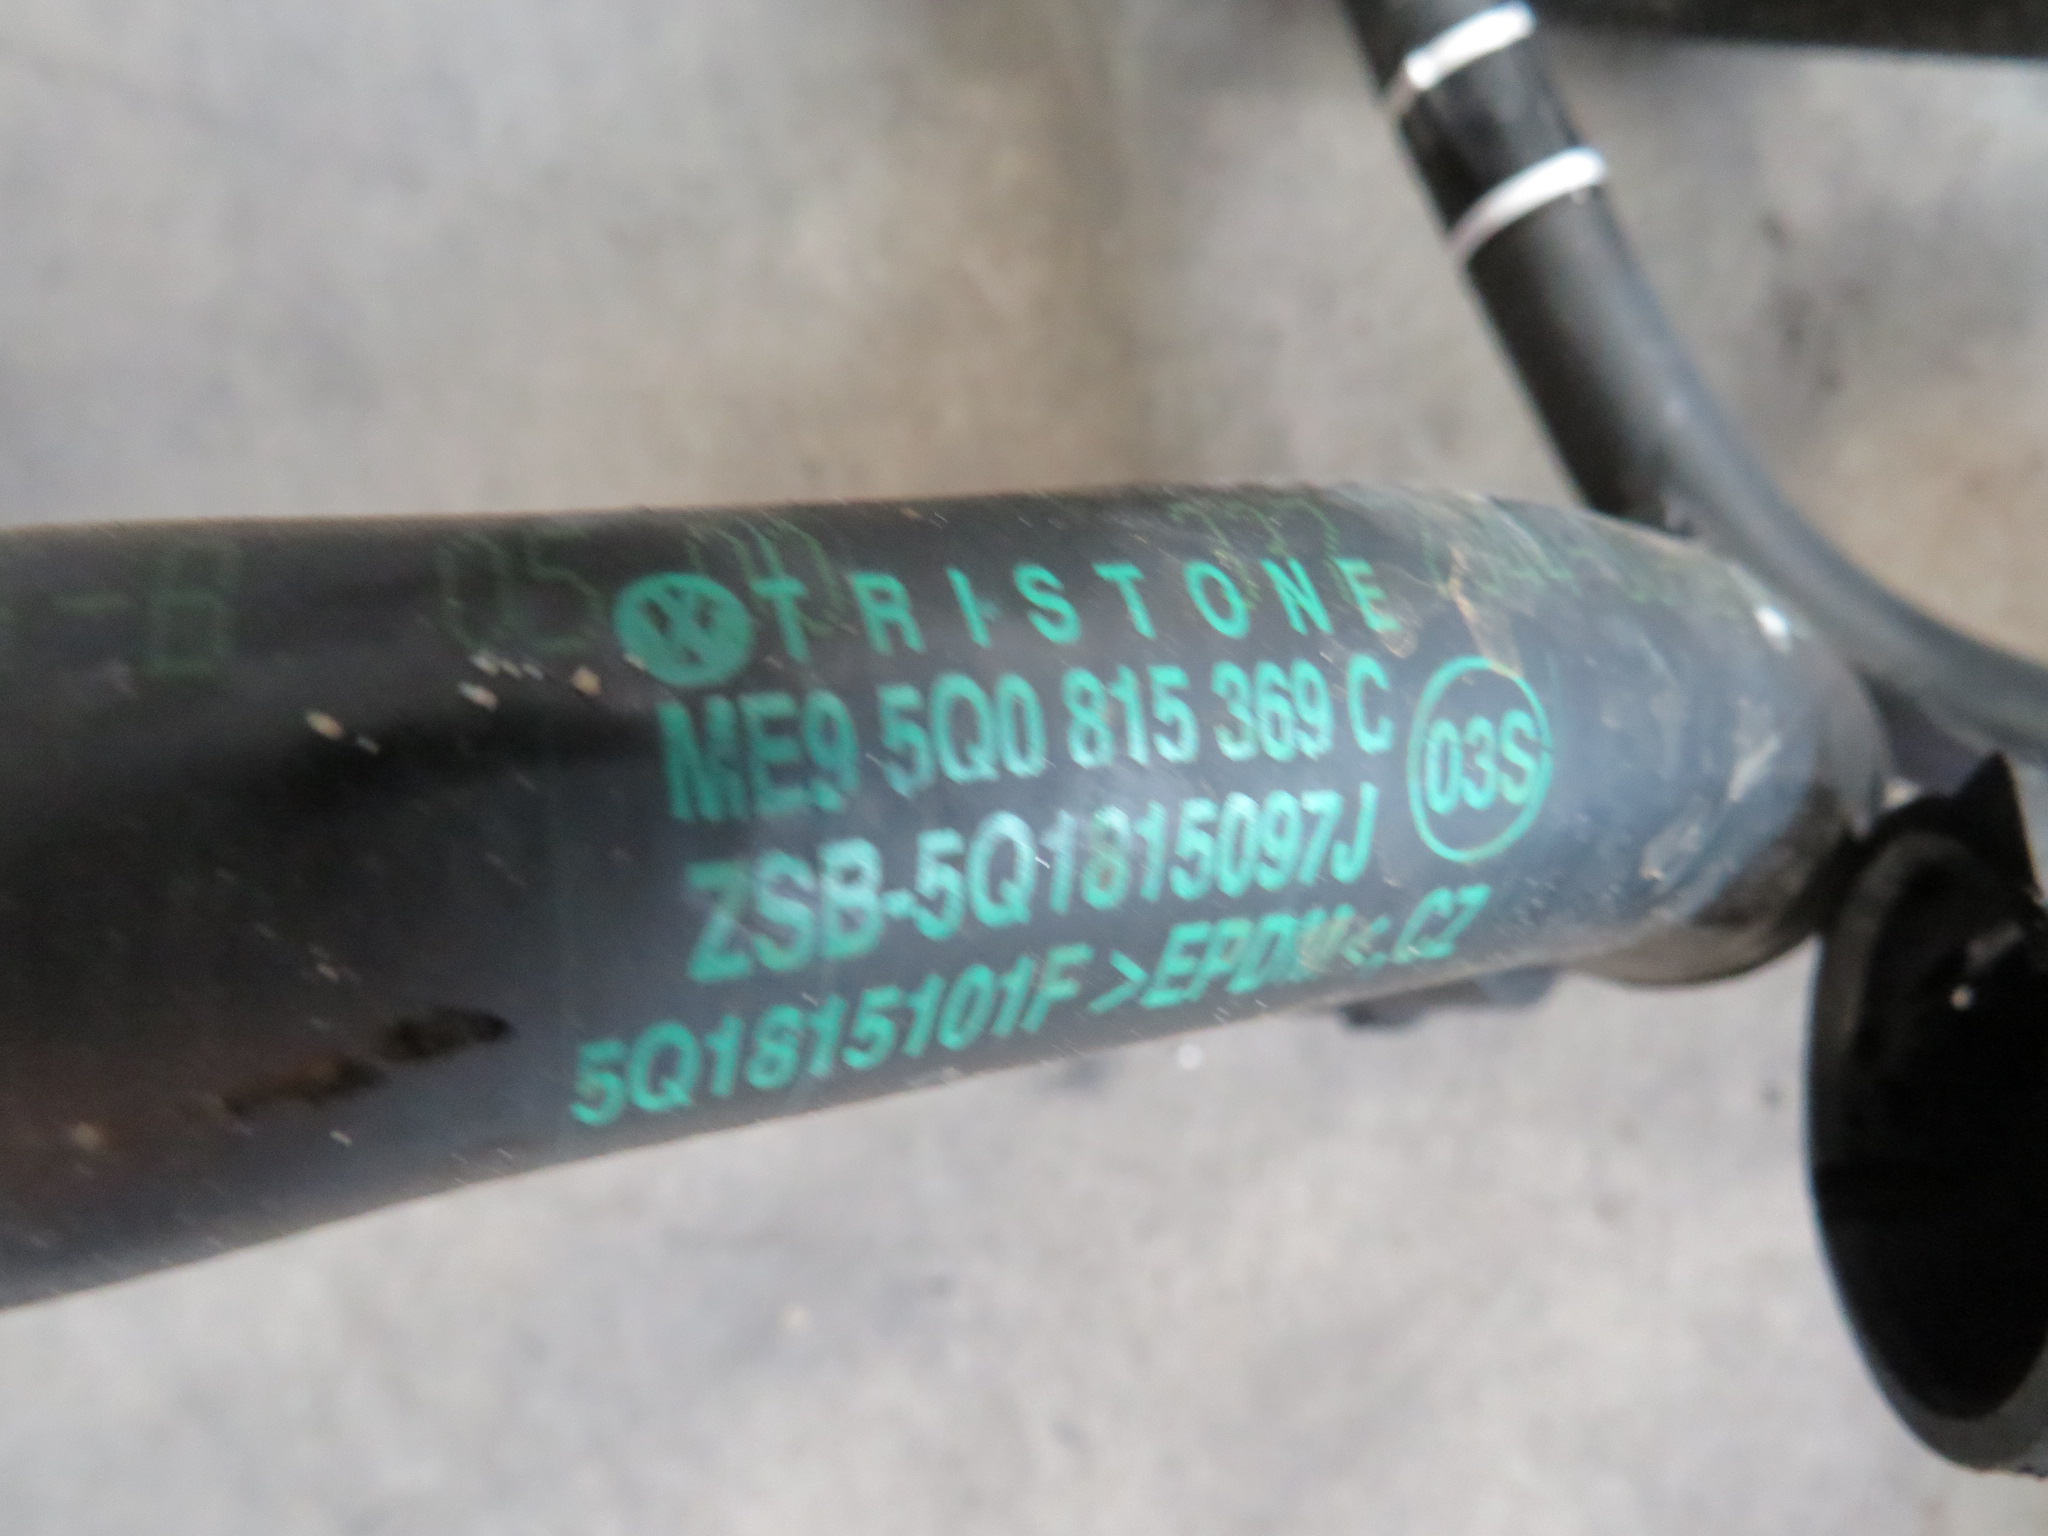 TRISTONE
ME9 5Q0 815 369 C 03S
ZSB-5Q1815097J
5Q1815101F >EPDM< CZ